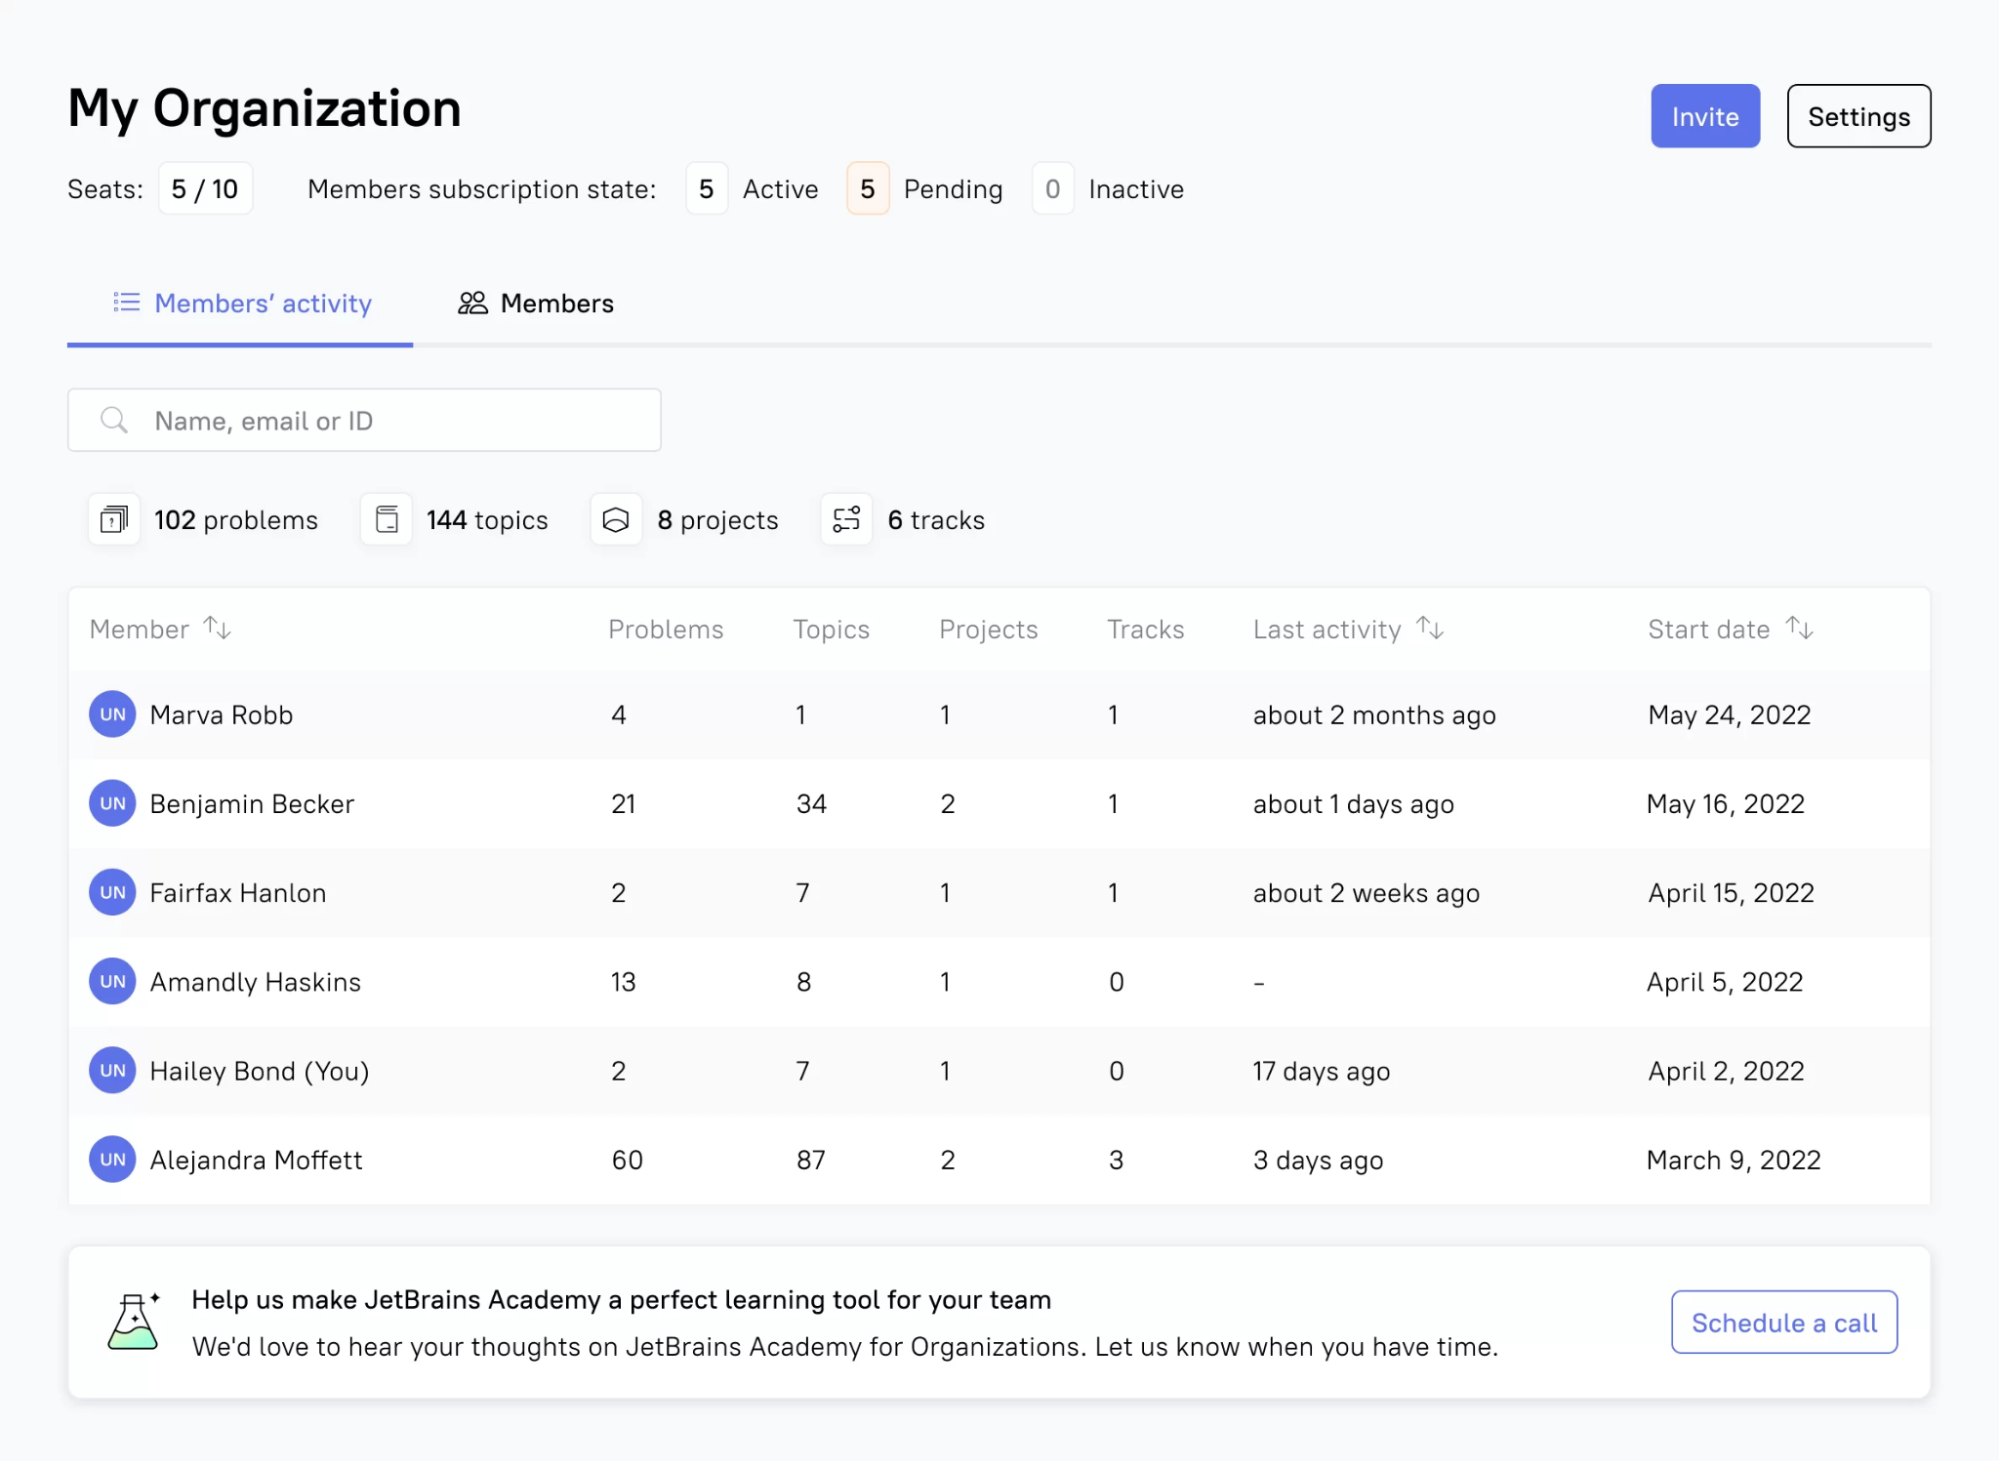 My Organization
Invite
Settings
Seats: 5 / 10 Members subscription state: 5 Active 5 Pending 0 Inactive
Members’ activity
Members
Name, email or ID
102 problems 144 topics 8 projects 6 tracks
Member Problems Topics Projects Tracks Last activity Start date
UN Marva Robb 4 1 1 1 about 2 months ago May 24, 2022
UN Benjamin Becker 21 34 2 1 about 1 days ago May 16, 2022
UN Fairfax Hanlon 2 7 1 1 about 2 weeks ago April 15, 2022
UN Amandly Haskins 13 8 1 0 - April 5, 2022
UN Hailey Bond (You) 2 7 1 0 17 days ago April 2, 2022
UN Alejandra Moffett 60 87 2 3 3 days ago March 9, 2022
Help us make JetBrains Academy a perfect learning tool for your team
We'd love to hear your thoughts on JetBrains Academy for Organizations. Let us know when you have time.
Schedule a call